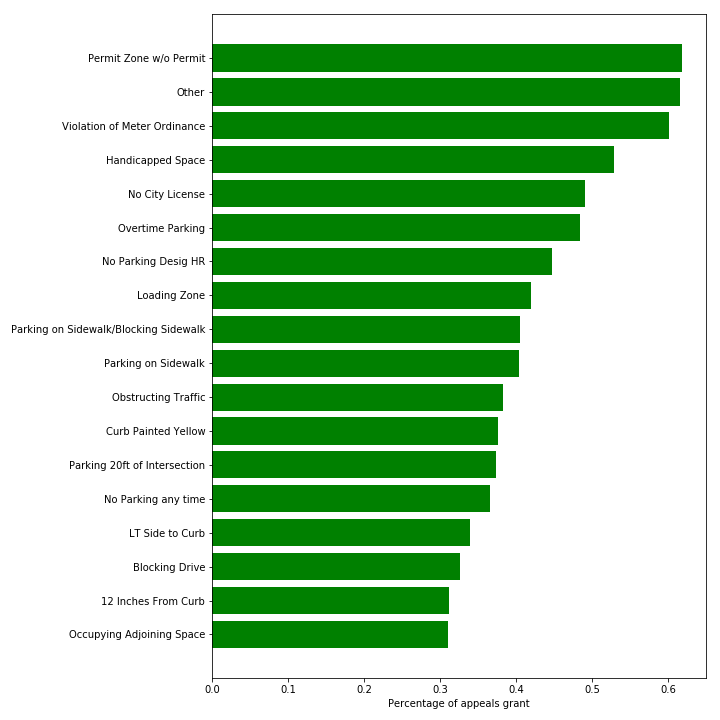 Permit Zone w/o Permit
Other
Violation of Meter Ordinance
Handicapped Space
No City License
Overtime Parking
No Parking Desig HR
Loading Zone
Parking on Sidewalk/Blocking Sidewalk
Parking on Sidewalk
Obstructing Traffic
Curb Painted Yellow
Parking 20ft of Intersection
No Parking any time
LT Side to Curb
Blocking Drive
12 Inches From Curb
Occupying Adjoining Space
0.0 0.1 0.2 0.3 0.4 0.5 0.6
Percentage of appeals grant